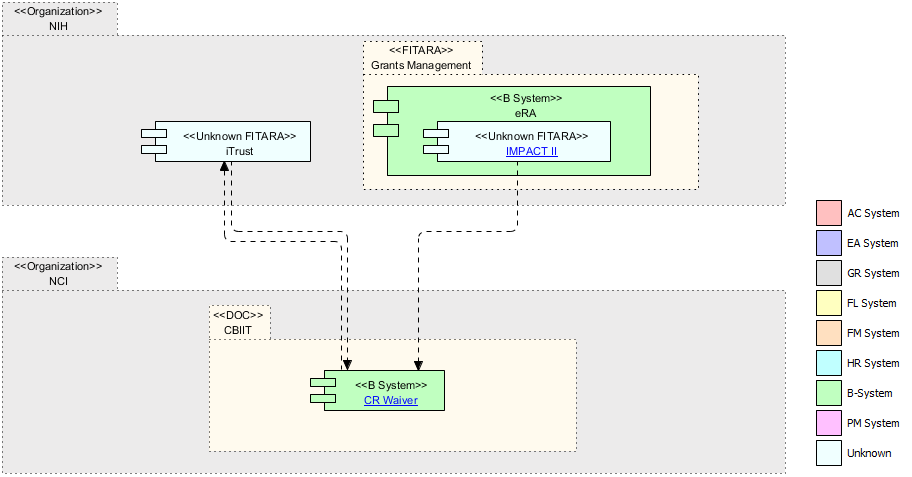 <<Organization>>
NIH
<<FITARA>>
Grants Management
<<B System>>
eRA
<<Unknown FITARA>>
iTrust
<<Unknown FITARA>>
IMPACT II
<<Organization>>
NCI
<<DOC>>
CBIIT
<<B System>>
CR Waiver
AC System
EA System
GR System
FL System
FM System
HR System
B-System
PM System
Unknown